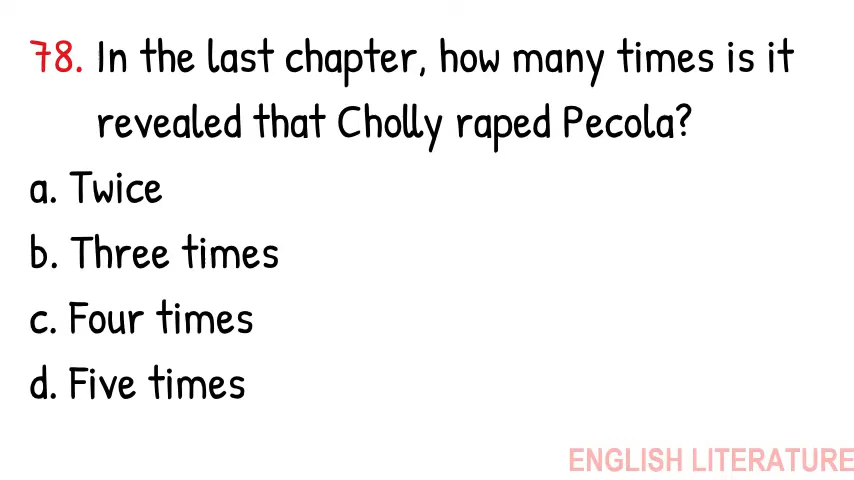 78. In the last chapter, how many times is it
revealed that Cholly raped Pecola?
a. Twice
b. Three times
c. Four times
d. Five times
ENGLISH LITERATURE